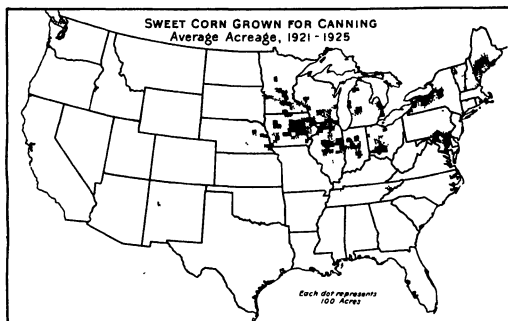 SWEET CORN GROWN FOR CANNING
AVERAGE ACREAGE, 1921-1925
Each dot represents
100 Acres